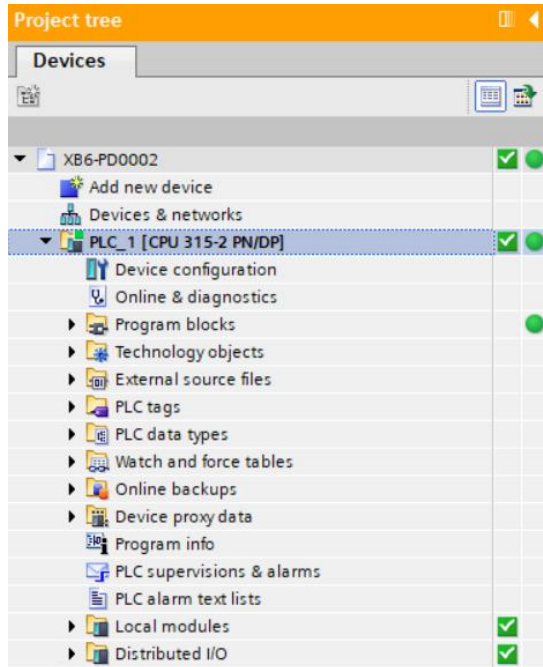 Project tree
Devices
XB6-PD0002
Add new device
Devices & networks
PLC_1 [CPU 315-2 PN/DP]
Device configuration
Online & diagnostics
Program blocks
Technology objects
External source files
PLC tags
PLC data types
Watch and force tables
Online backups
Device proxy data
Program info
PLC supervisions & alarms
PLC alarm text lists
Local modules
Distributed I/O